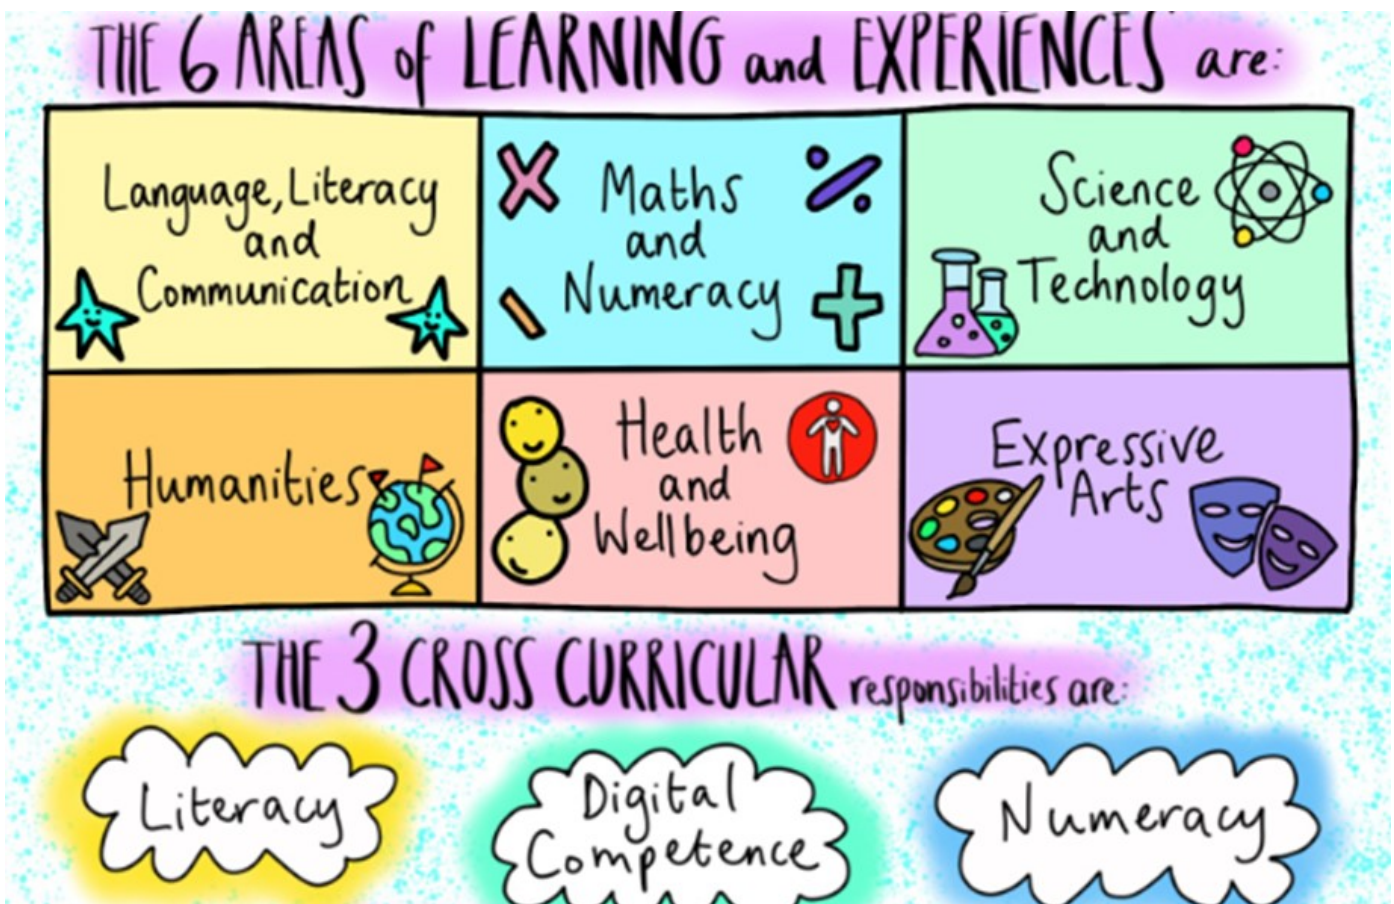 THE 6 AREAS of LEARNING and EXPERIENCES are:
Language, Literacy
and
Communication
Maths
and
Numeracy
Science
and
Technology
Humanities
Health
and
Wellbeing
Expressive
Arts
THE 3 CROSS CURRICULAR responsibilities are:
Literacy
Digital
Competence
Numeracy